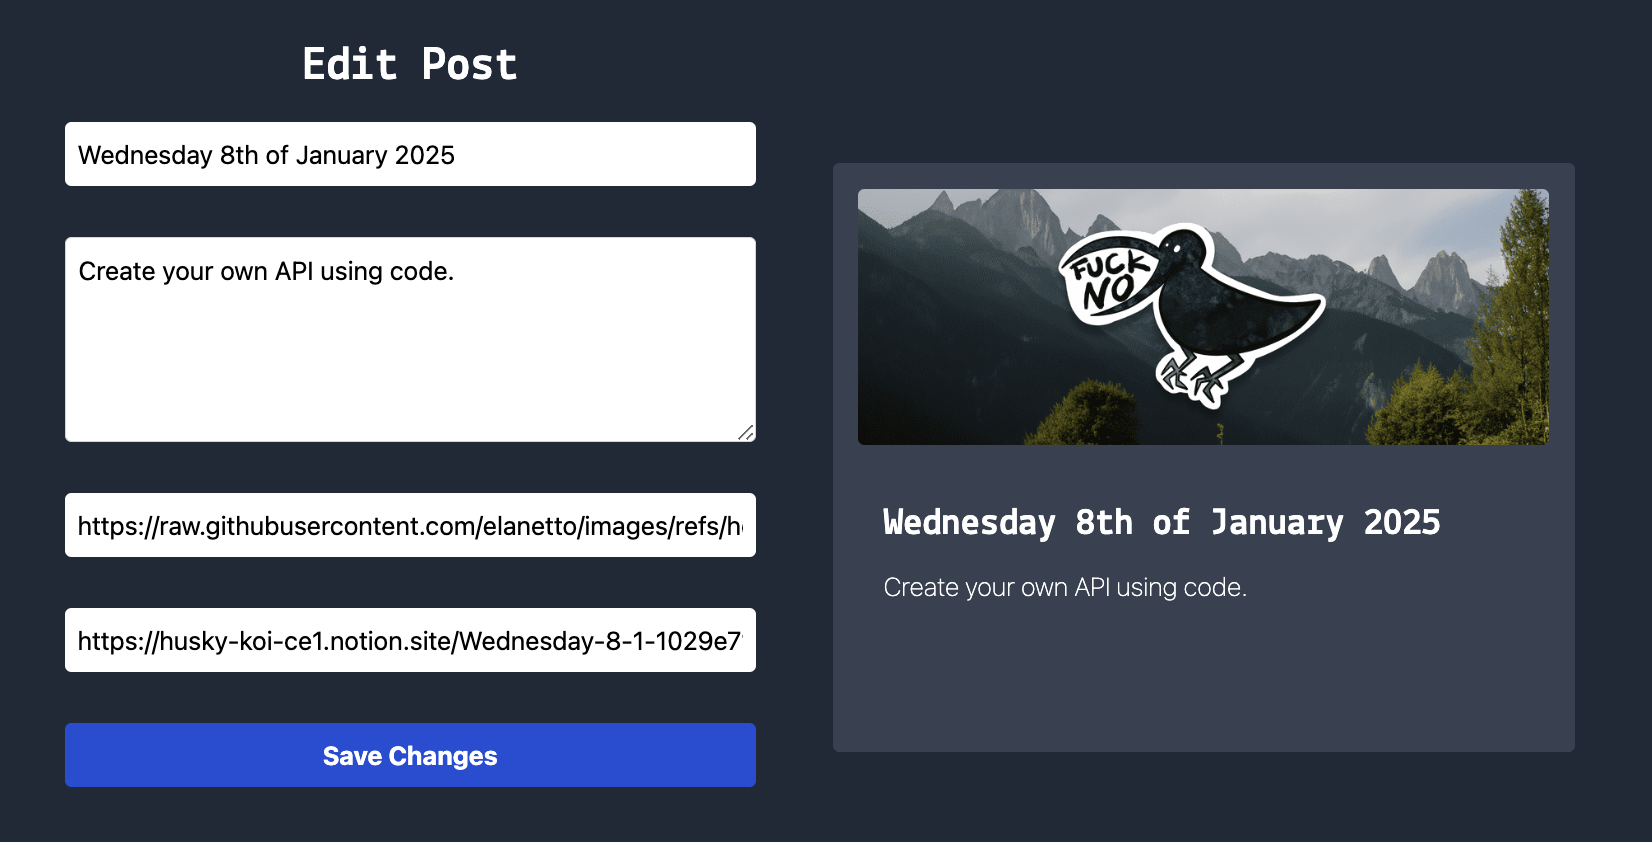 Edit Post
Wednesday 8th of January 2025
Create your own API using code.
https://raw.githubusercontent.com/elanetto/images/refs/h
https://husky-koi-ce1.notion.site/Wednesday-8-1-1029e7
Save Changes
FUCK
NO
Wednesday 8th of January 2025
Create your own API using code.